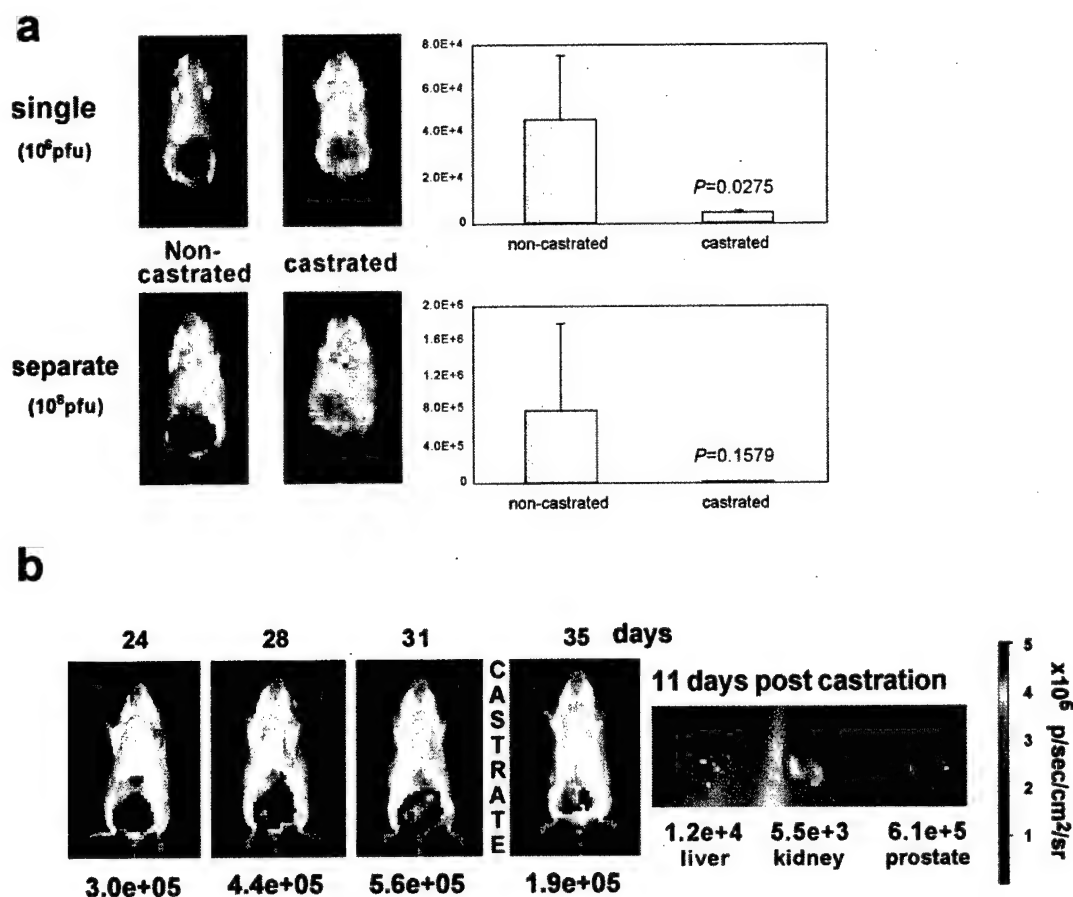 a
single
(10⁶pfu)
8.0E+4
6.0E+4
4.0E+4
2.0E+4
0
P=0.0275
non-castrated
castrated
Non-
castrated
castrated
separate
(10⁸pfu)
2.0E+6
1.6E+6
1.2E+6
8.0E+5
4.0E+5
0
P=0.1579
non-castrated
castrated
b
24
28
31
35 days
CASTRATE
11 days post castration
1.2e+4
5.5e+3
6.1e+5
liver
kidney
prostate
3.0e+05
4.4e+05
5.6e+05
1.9e+05
5
4
3
2
1
x10⁶ p/sec/cm²/sr